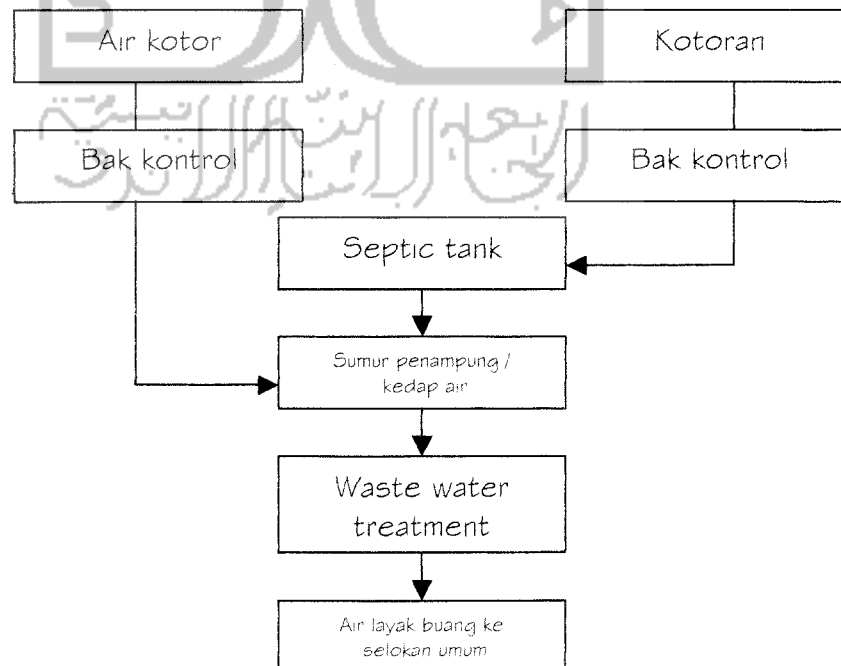 Air kotor
Kotoran
Bak kontrol
Bak kontrol
Septic tank
Sumur penampung /
kedap air
Waste water
treatment
Air layak buang ke
selokan umum